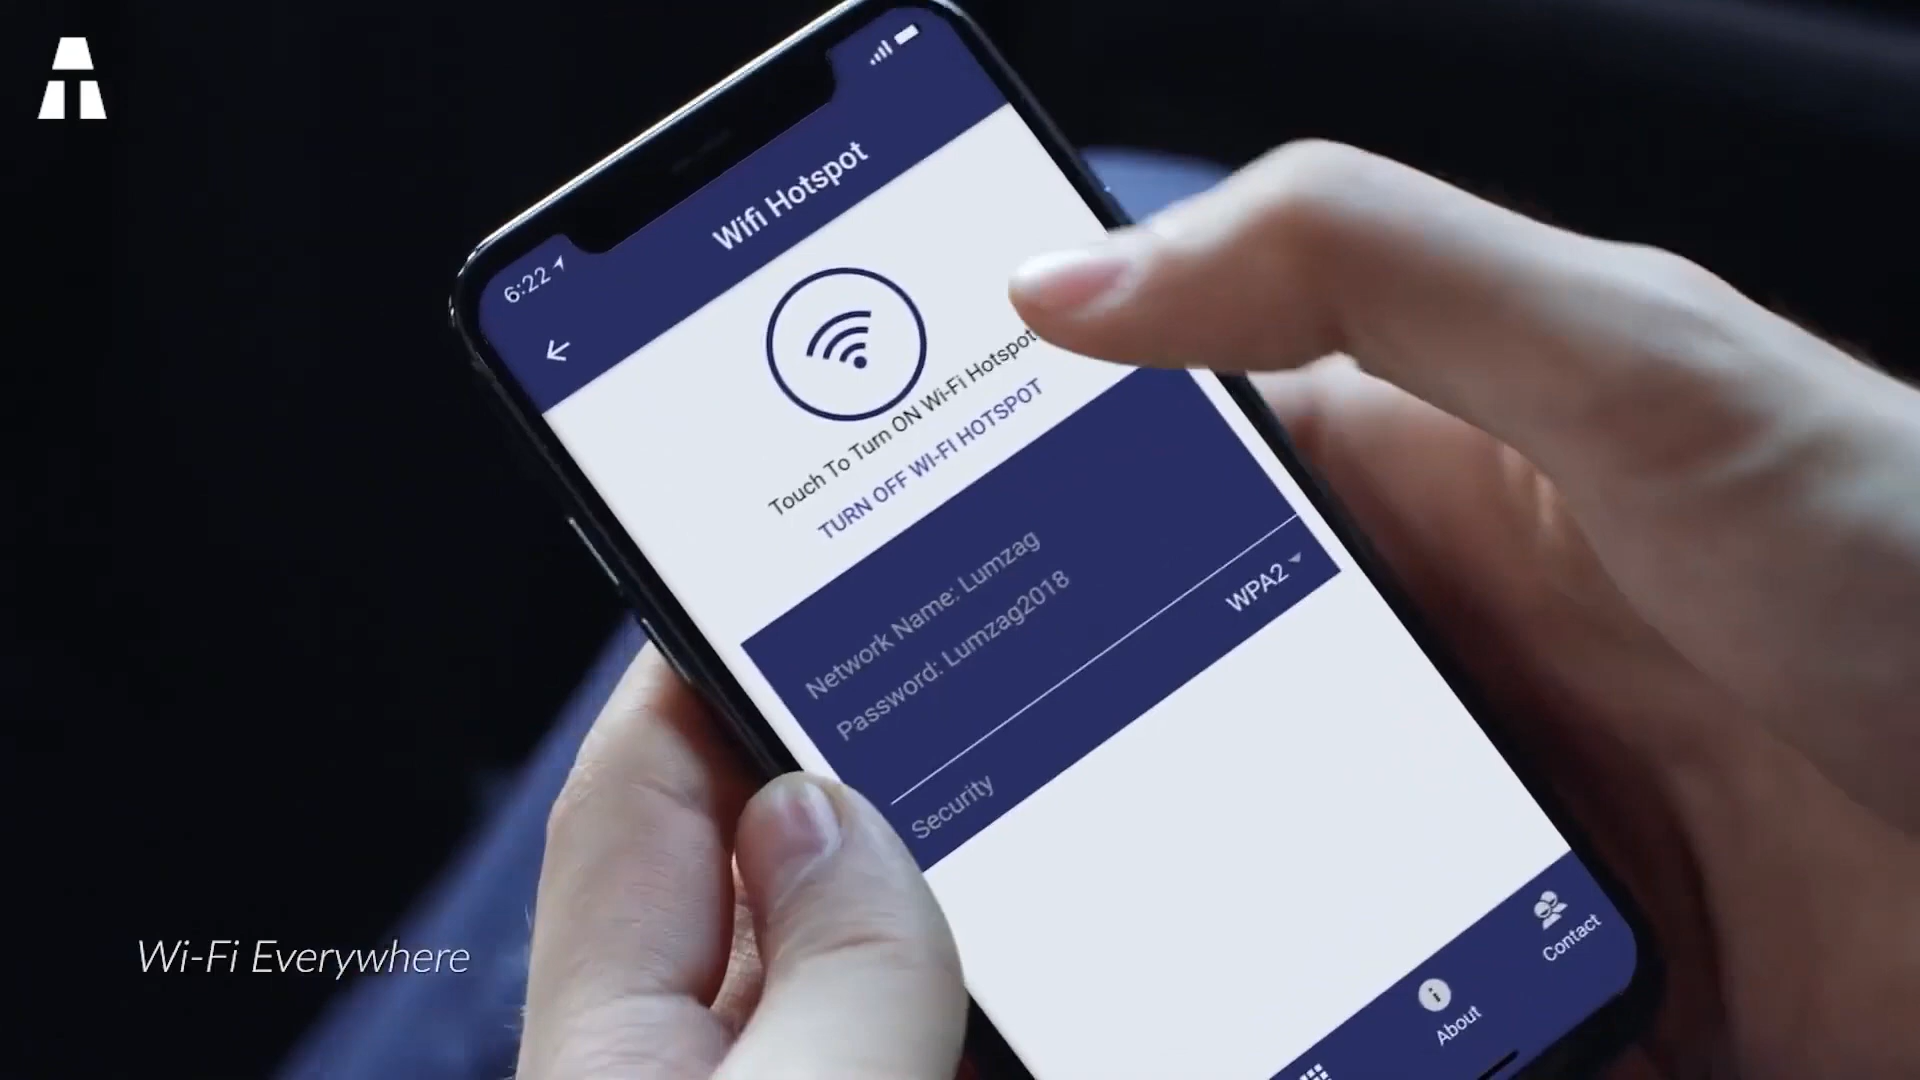 6:22
Wifi Hotspot
Touch To Turn ON Wi-Fi Hotspot
TURN OFF WI-FI HOTSPOT
Network Name: Lumzag
Password: Lumzag2018
WPA2
Security
Contact
About
Wi-Fi Everywhere